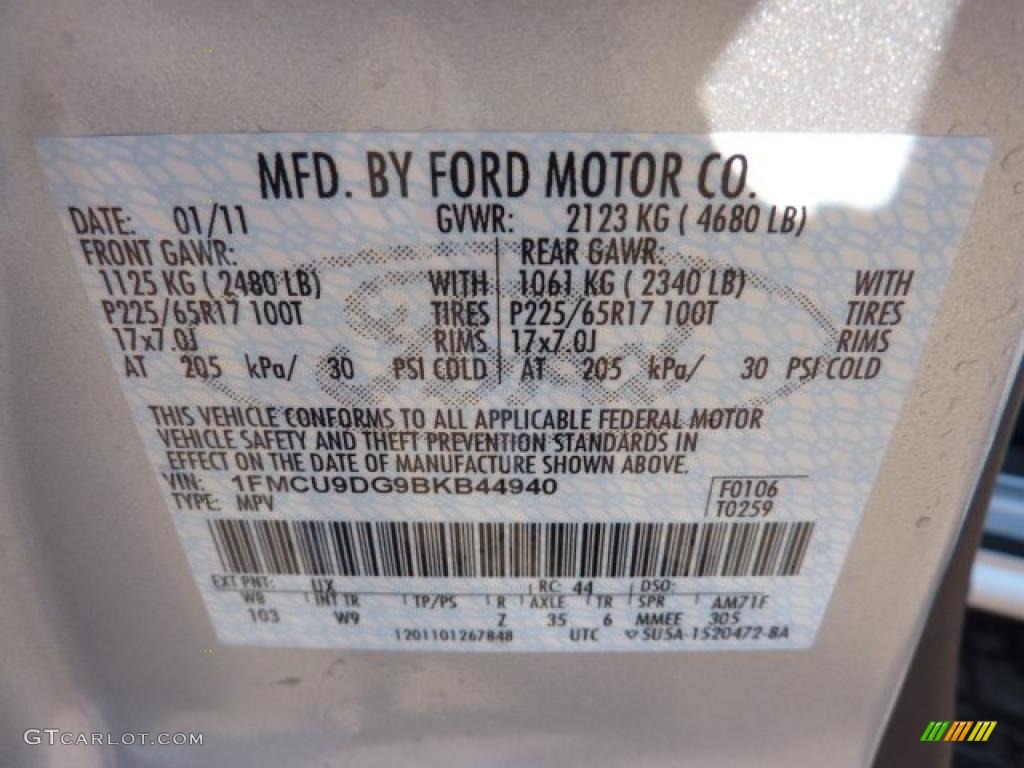 MFD. BY FORD MOTOR CO.
DATE: 01/11 GVWR: 2123 KG ( 4680 LB)
FRONT GAWR: REAR GAWR:
1125 KG ( 2480 LB) WITH 1061 KG ( 2340 LB) WITH
P225/65R17 100T TIRES P225/65R17 100T TIRES
17x7.0J RIMS 17x7.0J RIMS
AT 205 kPa/ 30 PSI COLD AT 205 kPa/ 30 PSI COLD
THIS VEHICLE CONFORMS TO ALL APPLICABLE FEDERAL MOTOR
VEHICLE SAFETY AND THEFT PREVENTION STANDARDS IN
EFFECT ON THE DATE OF MANUFACTURE SHOWN ABOVE.
VIN: 1FMCU9DG9BKB44940 F0106
TYPE: MPV T0259
EXT PNT: UX RC: 44 DSO:
WB INT TR TP/PS R AXLE TR SPR AM71F
103 W9 Z 35 6 MMEE 305
1201101267848 UTC ▽SU5A-1520472-BA
GTCARLOT.COM